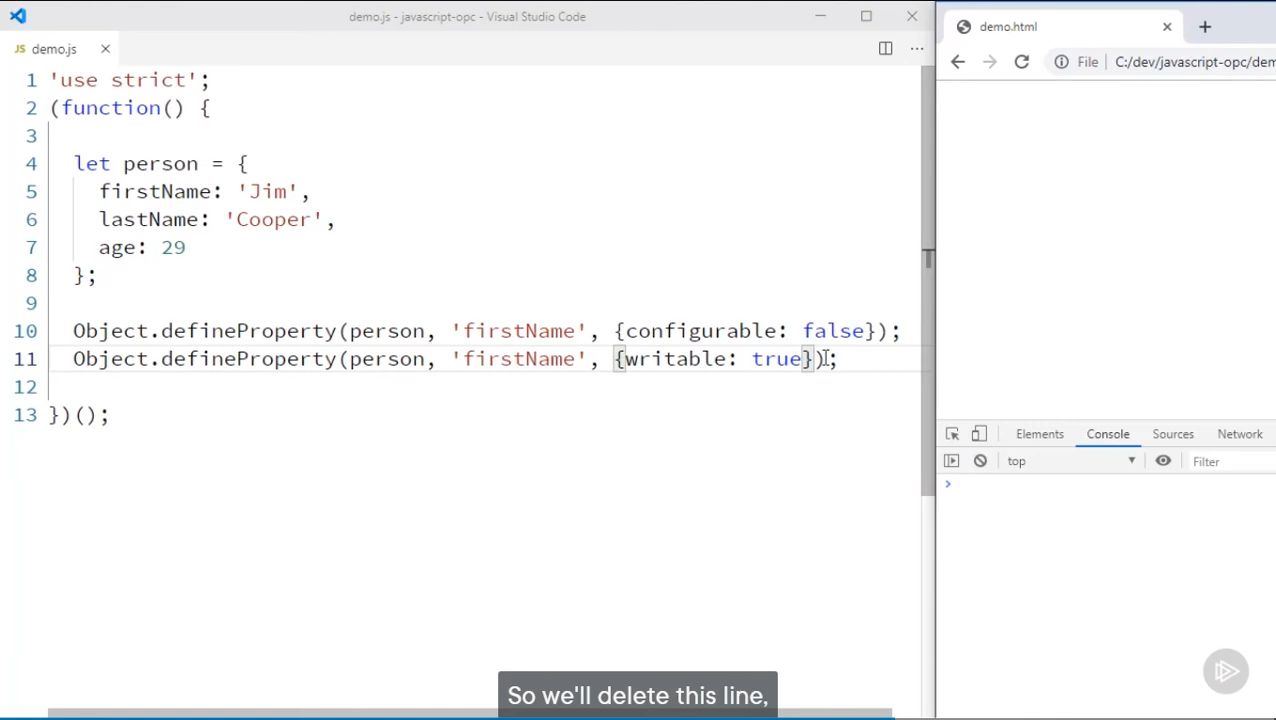 demo.js - javascript-opc - Visual Studio Code
JS demo.js
1 'use strict';
2 (function() {
3
4 let person = {
5 firstName: 'Jim',
6 lastName: 'Cooper',
7 age: 29
8 };
9
10 Object.defineProperty(person, 'firstName', {configurable: false});
11 Object.defineProperty(person, 'firstName', {writable: true});
12
13 })();
demo.html
File C:/dev/javascript-opc/dem
Elements Console Sources Network
top Filter
So we'll delete this line,